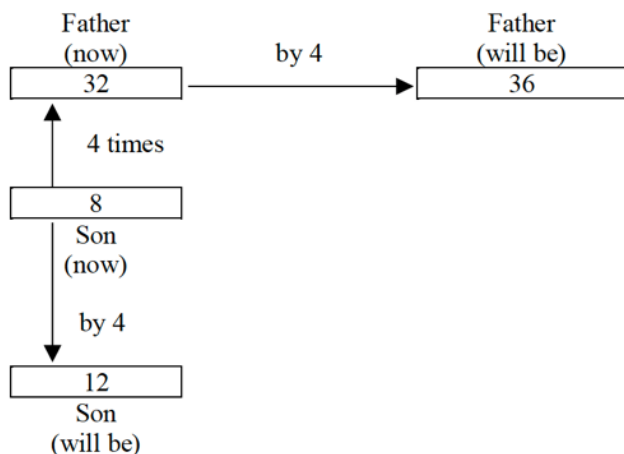 Father
(now)
32
by 4
Father
(will be)
36
4 times
8
Son
(now)
by 4
12
Son
(will be)